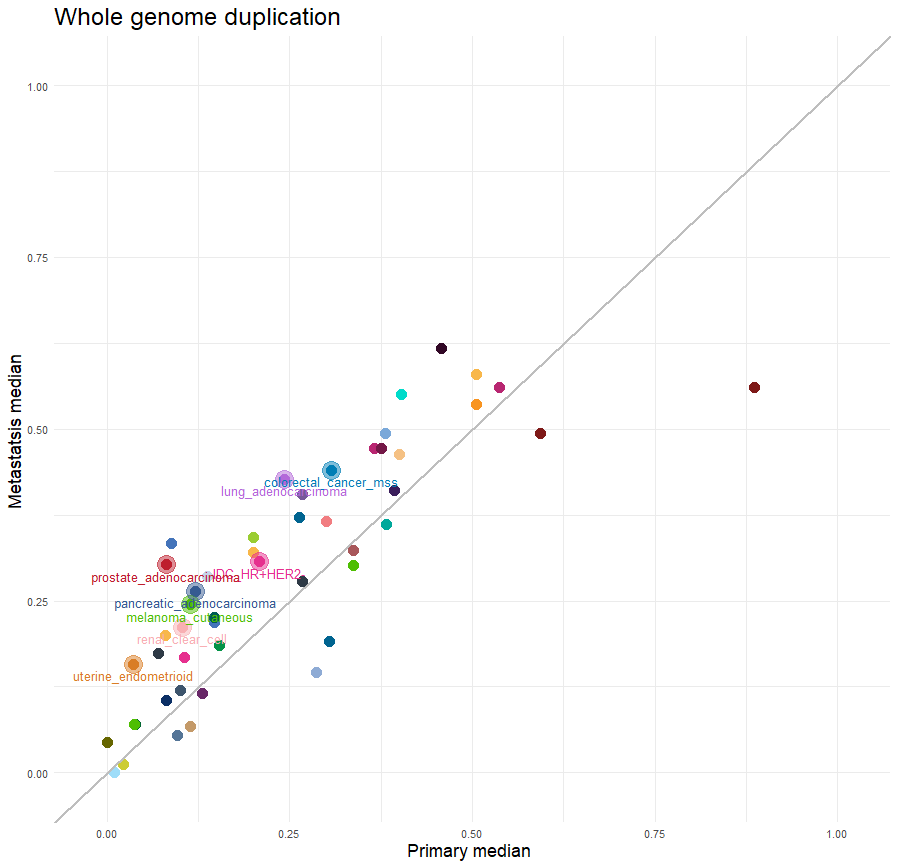 Whole genome duplication
1.00
0.75
0.50
0.25
0.00
Metastatsis median
colorectal_cancer_mss
lung_adenocarcinoma
IDC_HR+HER2-
prostate_adenocarcinoma
pancreatic_adenocarcinoma
melanoma_cutaneous
renal_clear_cell
uterine_endometrioid
0.00
0.25
0.50
0.75
1.00
Primary median